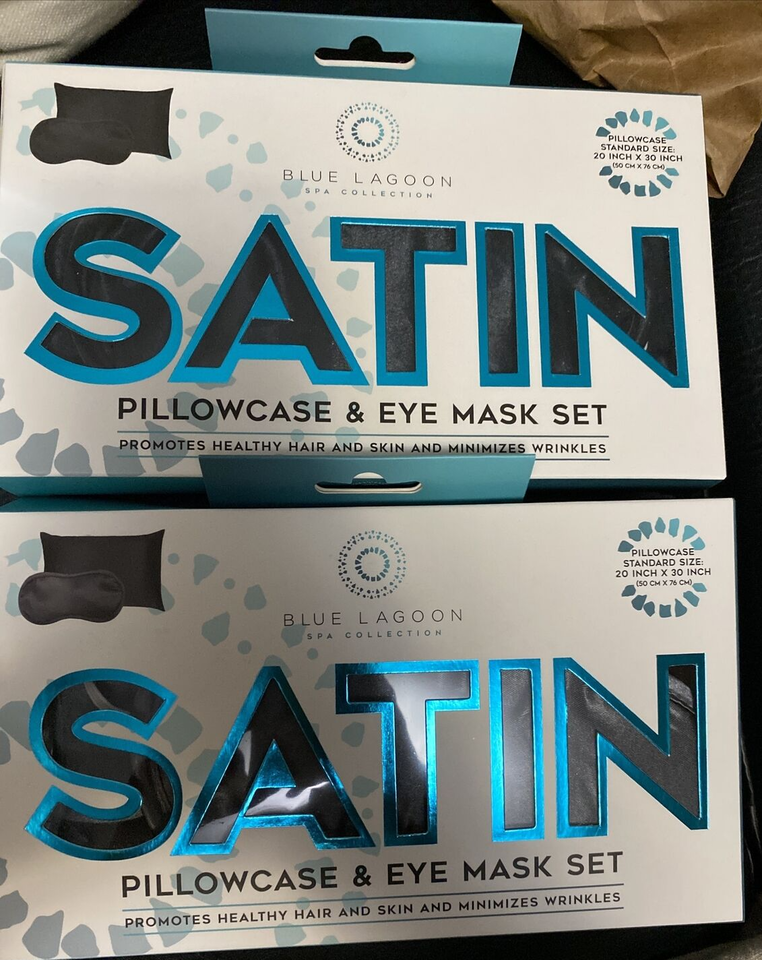 BLUE LAGOON
SPA COLLECTION
PILLOWCASE
STANDARD SIZE:
20 INCH X 30 INCH
(50 CM X 76 CM)
SATIN
PILLOWCASE & EYE MASK SET
PROMOTES HEALTHY HAIR AND SKIN AND MINIMIZES WRINKLES
BLUE LAGOON
SPA COLLECTION
PILLOWCASE
STANDARD SIZE:
20 INCH X 30 INCH
(50 CM X 76 CM)
SATIN
PILLOWCASE & EYE MASK SET
PROMOTES HEALTHY HAIR AND SKIN AND MINIMIZES WRINKLES